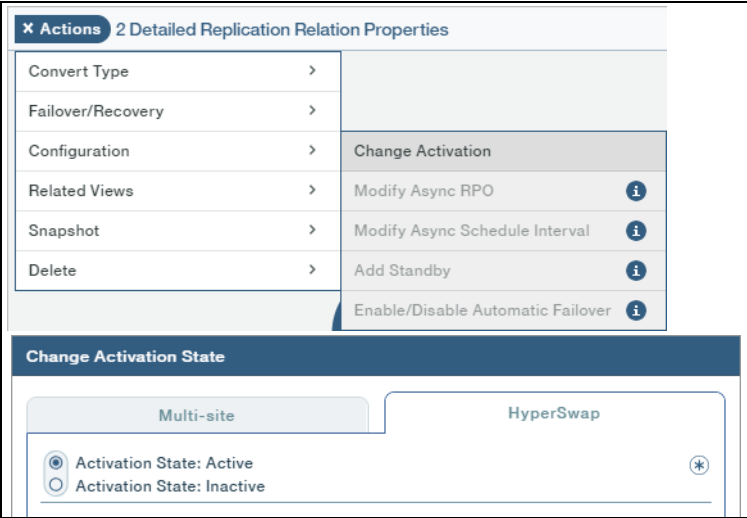 × Actions 2 Detailed Replication Relation Properties
Convert Type >
Failover/Recovery >
Configuration >
Change Activation
Related Views >
Modify Async RPO i
Snapshot >
Modify Async Schedule Interval i
Delete >
Add Standby i
Enable/Disable Automatic Failover i
Change Activation State
Multi-site
HyperSwap
Activation State: Active *
Activation State: Inactive